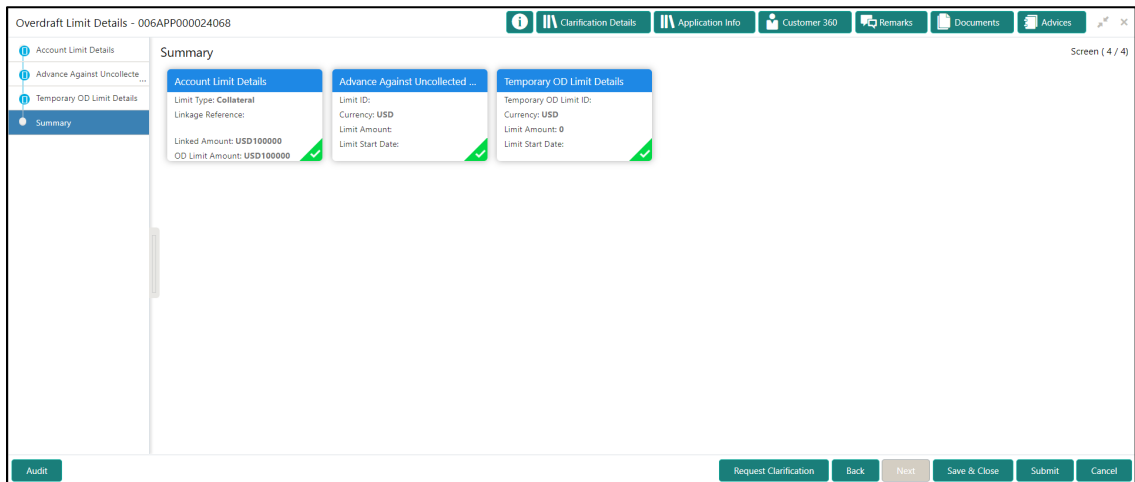 Overdraft Limit Details - 006APP000024068
Clarification Details
Application Info
Customer 360
Remarks
Documents
Advices
Account Limit Details
Advance Against Uncollecte...
Temporary OD Limit Details
Summary
Summary
Screen ( 4 / 4)
Account Limit Details
Limit Type: Collateral
Linkage Reference:
Linked Amount: USD100000
OD Limit Amount: USD100000
Advance Against Uncollected ...
Limit ID:
Currency: USD
Limit Amount:
Limit Start Date:
Temporary OD Limit Details
Temporary OD Limit ID:
Currency: USD
Limit Amount: 0
Limit Start Date:
Audit
Request Clarification
Back
Next
Save & Close
Submit
Cancel